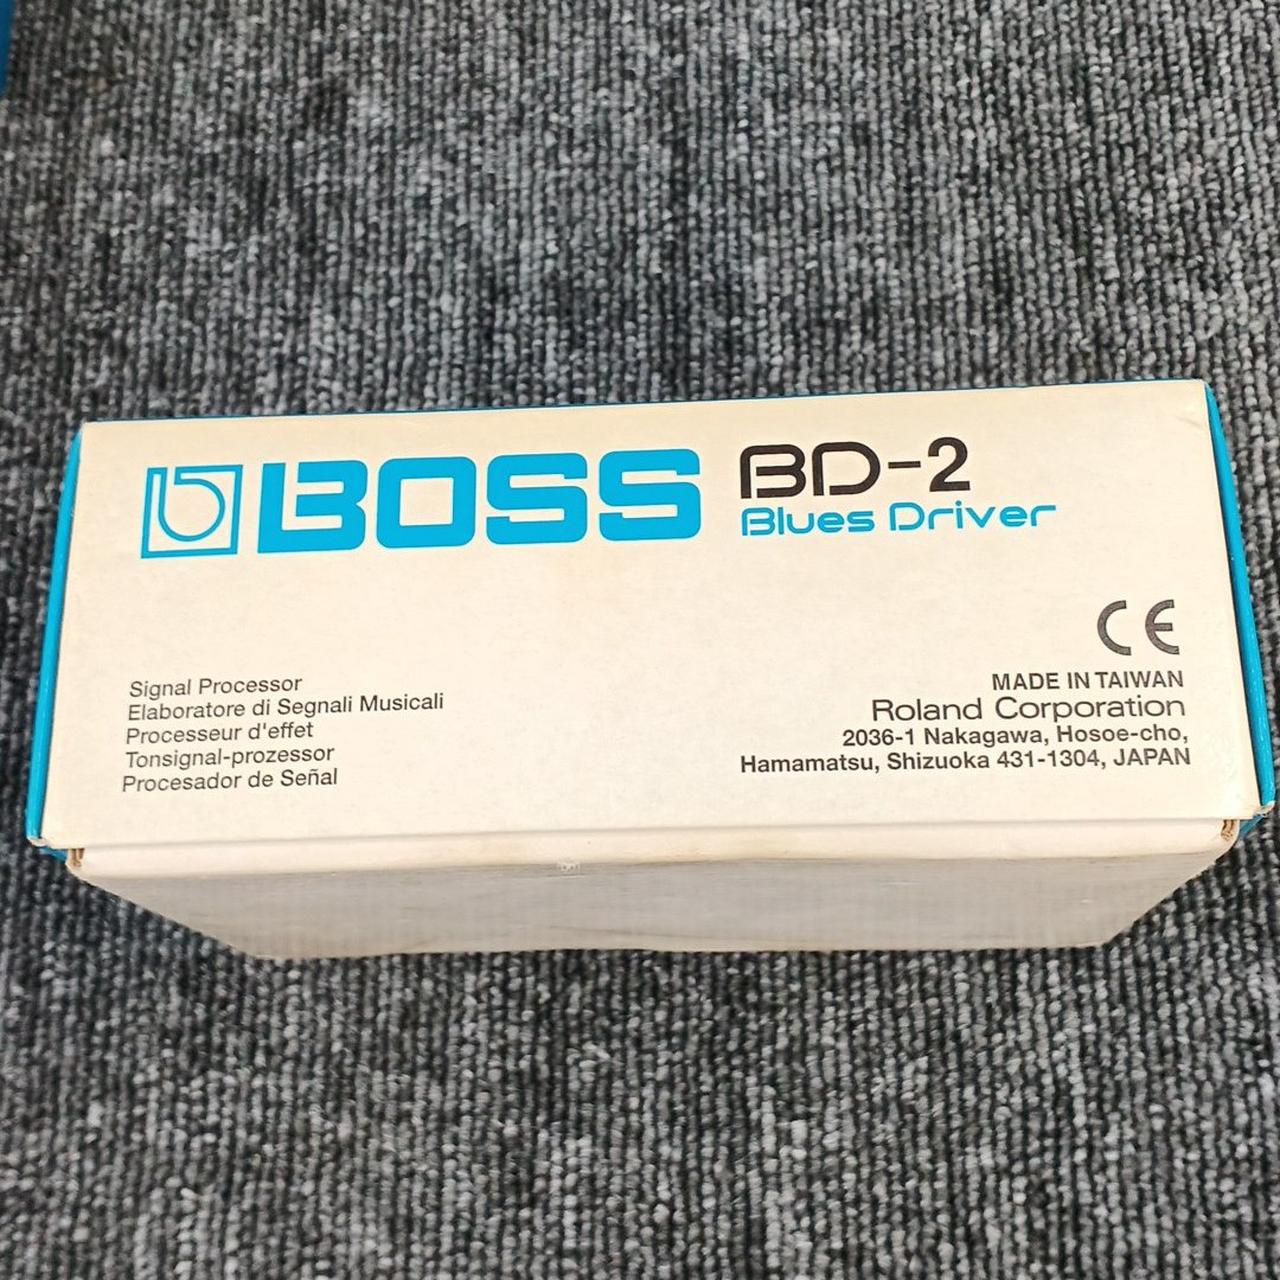 BOSS BD-2
Blues Driver
CE
Signal Processor
Elaboratore di Segnali Musicali
Processeur d'effet
Tonsignal-prozessor
Procesador de Señal
MADE IN TAIWAN
Roland Corporation
2036-1 Nakagawa, Hosoe-cho,
Hamamatsu, Shizuoka 431-1304, JAPAN